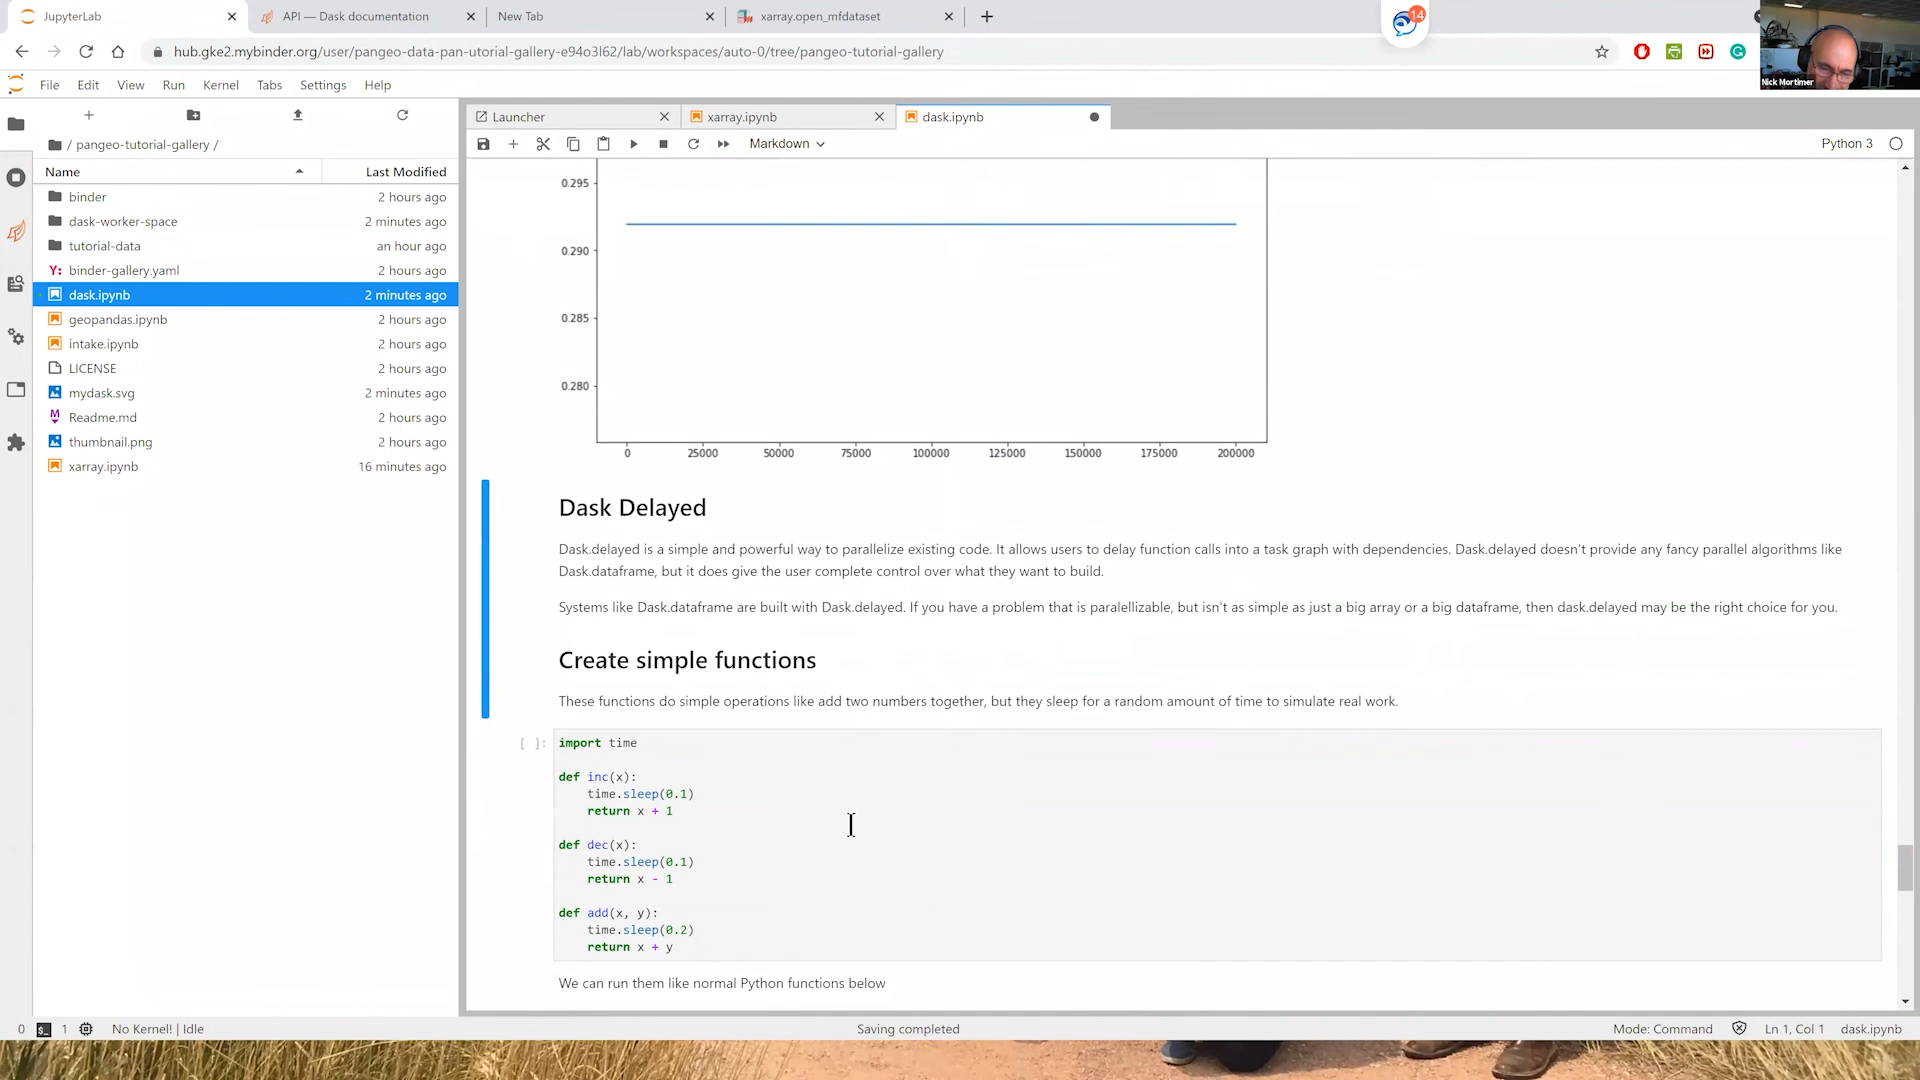 JupyterLab
API — Dask documentation
New Tab
xarray.open_mfdataset
14
hub.gke2.mybinder.org/user/pangeo-data-pan-utorial-gallery-e94o3l62/lab/workspaces/auto-0/tree/pangeo-tutorial-gallery
Nick Mortimer
File Edit View Run Kernel Tabs Settings Help
/ pangeo-tutorial-gallery /
Name Last Modified
binder 2 hours ago
dask-worker-space 2 minutes ago
tutorial-data an hour ago
Y: binder-gallery.yaml 2 hours ago
dask.ipynb 2 minutes ago
geopandas.ipynb 2 hours ago
intake.ipynb 2 hours ago
LICENSE 2 hours ago
mydask.svg 2 minutes ago
M Readme.md 2 hours ago
thumbnail.png 2 hours ago
xarray.ipynb 16 minutes ago
Launcher
xarray.ipynb
dask.ipynb
Markdown
Python 3
0.295
0.290
0.285
0.280
0 25000 50000 75000 100000 125000 150000 175000 200000
Dask Delayed
Dask.delayed is a simple and powerful way to parallelize existing code. It allows users to delay function calls into a task graph with dependencies. Dask.delayed doesn't provide any fancy parallel algorithms like
Dask.dataframe, but it does give the user complete control over what they want to build.
Systems like Dask.dataframe are built with Dask.delayed. If you have a problem that is paralellizable, but isn't as simple as just a big array or a big dataframe, then dask.delayed may be the right choice for you.
Create simple functions
These functions do simple operations like add two numbers together, but they sleep for a random amount of time to simulate real work.
[ ]: import time
def inc(x):
time.sleep(0.1)
return x + 1
def dec(x):
time.sleep(0.1)
return x - 1
def add(x, y):
time.sleep(0.2)
return x + y
We can run them like normal Python functions below
0 1 No Kernel! | Idle
Saving completed
Mode: Command
Ln 1, Col 1
dask.ipynb